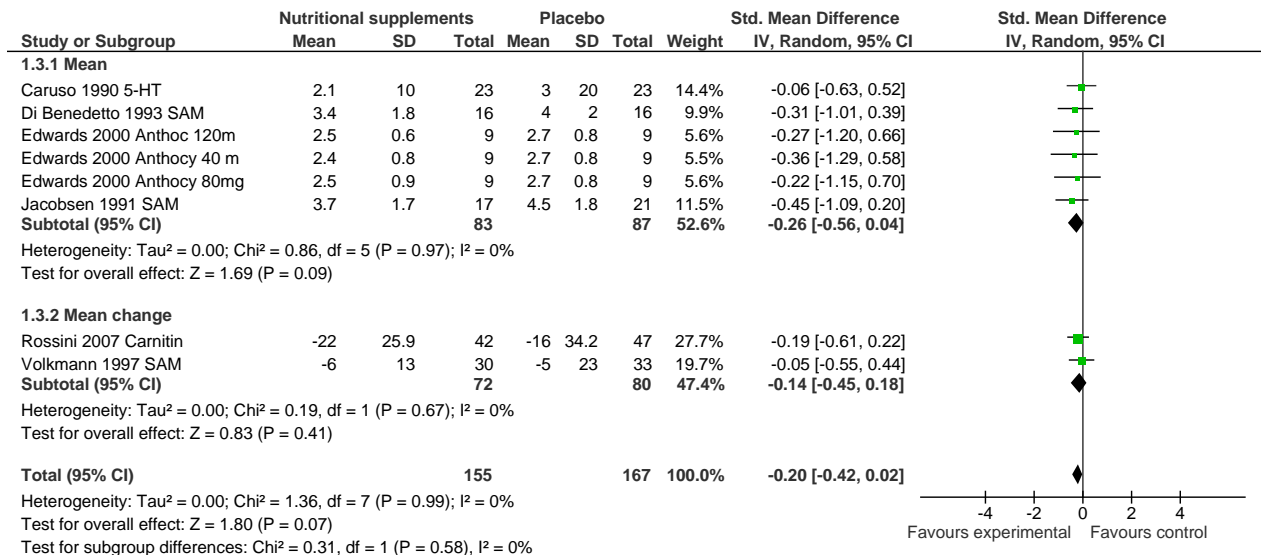 Nutritional supplements Placebo Std. Mean Difference Std. Mean Difference
Study or Subgroup Mean SD Total Mean SD Total Weight IV, Random, 95% CI IV, Random, 95% CI
1.3.1 Mean
Caruso 1990 5-HT 2.1 10 23 3 20 23 14.4% -0.06 [-0.63, 0.52]
Di Benedetto 1993 SAM 3.4 1.8 16 4 2 16 9.9% -0.31 [-1.01, 0.39]
Edwards 2000 Anthoc 120m 2.5 0.6 9 2.7 0.8 9 5.6% -0.27 [-1.20, 0.66]
Edwards 2000 Anthocy 40 m 2.4 0.8 9 2.7 0.8 9 5.5% -0.36 [-1.29, 0.58]
Edwards 2000 Anthocy 80mg 2.5 0.9 9 2.7 0.8 9 5.6% -0.22 [-1.15, 0.70]
Jacobsen 1991 SAM 3.7 1.7 17 4.5 1.8 21 11.5% -0.45 [-1.09, 0.20]
Subtotal (95% CI) 83 87 52.6% -0.26 [-0.56, 0.04]
Heterogeneity: Tau² = 0.00; Chi² = 0.86, df = 5 (P = 0.97); I² = 0%
Test for overall effect: Z = 1.69 (P = 0.09)
1.3.2 Mean change
Rossini 2007 Carnitin -22 25.9 42 -16 34.2 47 27.7% -0.19 [-0.61, 0.22]
Volkmann 1997 SAM -6 13 30 -5 23 33 19.7% -0.05 [-0.55, 0.44]
Subtotal (95% CI) 72 80 47.4% -0.14 [-0.45, 0.18]
Heterogeneity: Tau² = 0.00; Chi² = 0.19, df = 1 (P = 0.67); I² = 0%
Test for overall effect: Z = 0.83 (P = 0.41)
Total (95% CI) 155 167 100.0% -0.20 [-0.42, 0.02]
Heterogeneity: Tau² = 0.00; Chi² = 1.36, df = 7 (P = 0.99); I² = 0%
Test for overall effect: Z = 1.80 (P = 0.07)
Test for subgroup differences: Chi² = 0.31, df = 1 (P = 0.58), I² = 0%
-4 -2 0 2 4
Favours experimental Favours control